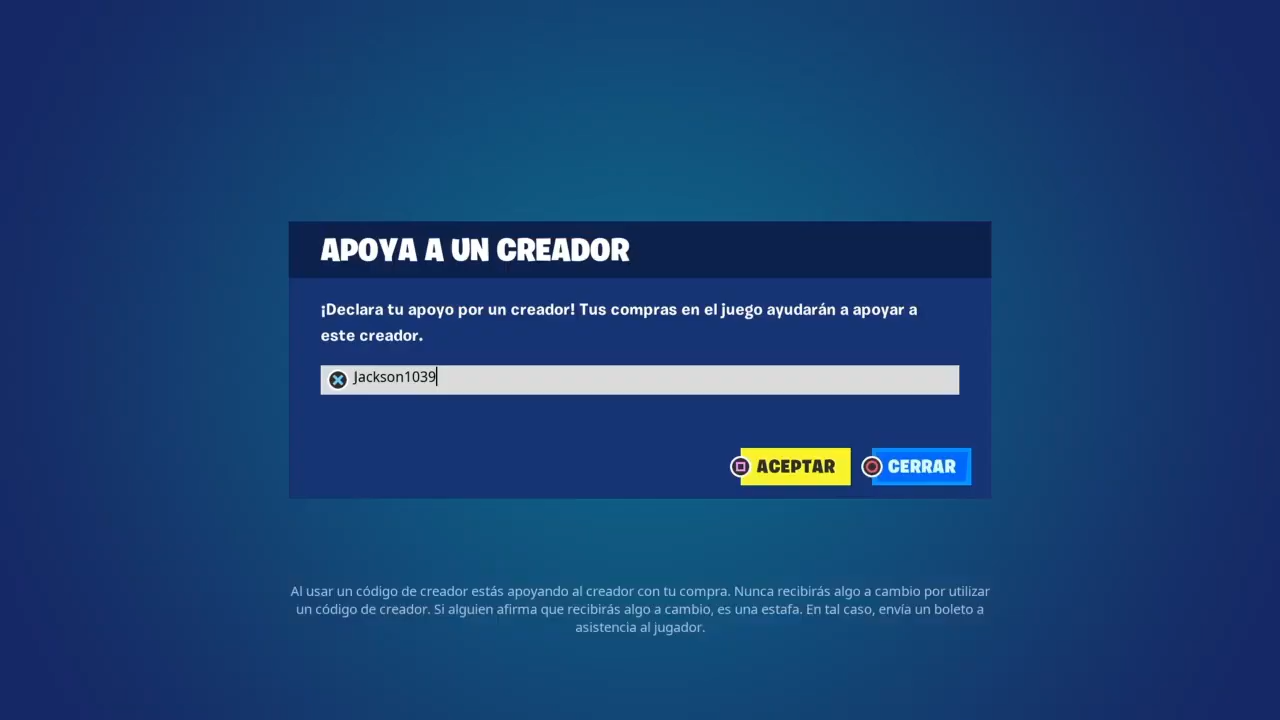 APOYA A UN CREADOR
¡Declara tu apoyo por un creador! Tus compras en el juego ayudarán a apoyar a
este creador.
Jackson1039
ACEPTAR
CERRAR
Al usar un código de creador estás apoyando al creador con tu compra. Nunca recibirás algo a cambio por utilizar
un código de creador. Si alguien afirma que recibirás algo a cambio, es una estafa. En tal caso, envía un boleto a
asistencia al jugador.